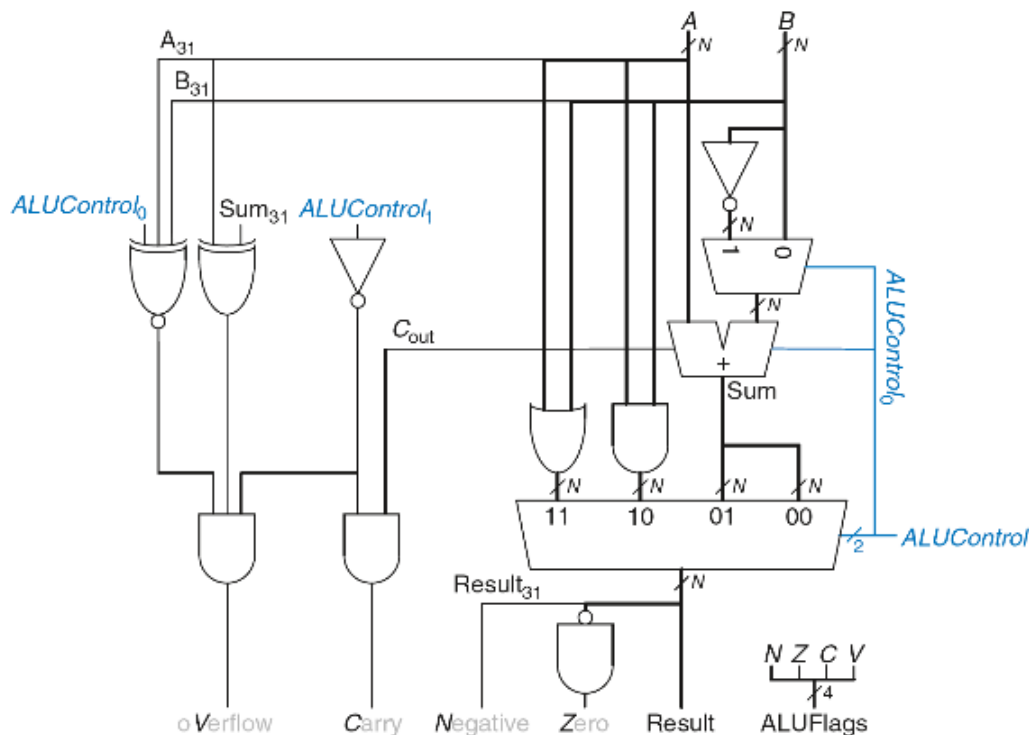 A B
N N
A31
B31
ALUControl0 Sum31 ALUControl1
N N
1 0
N
Cout
+
Sum
ALUControl0
N N N N
11 10 01 00
2 ALUControl
N
Result31
N Z C V
4
oVerflow Carry Negative Zero Result ALUFlags